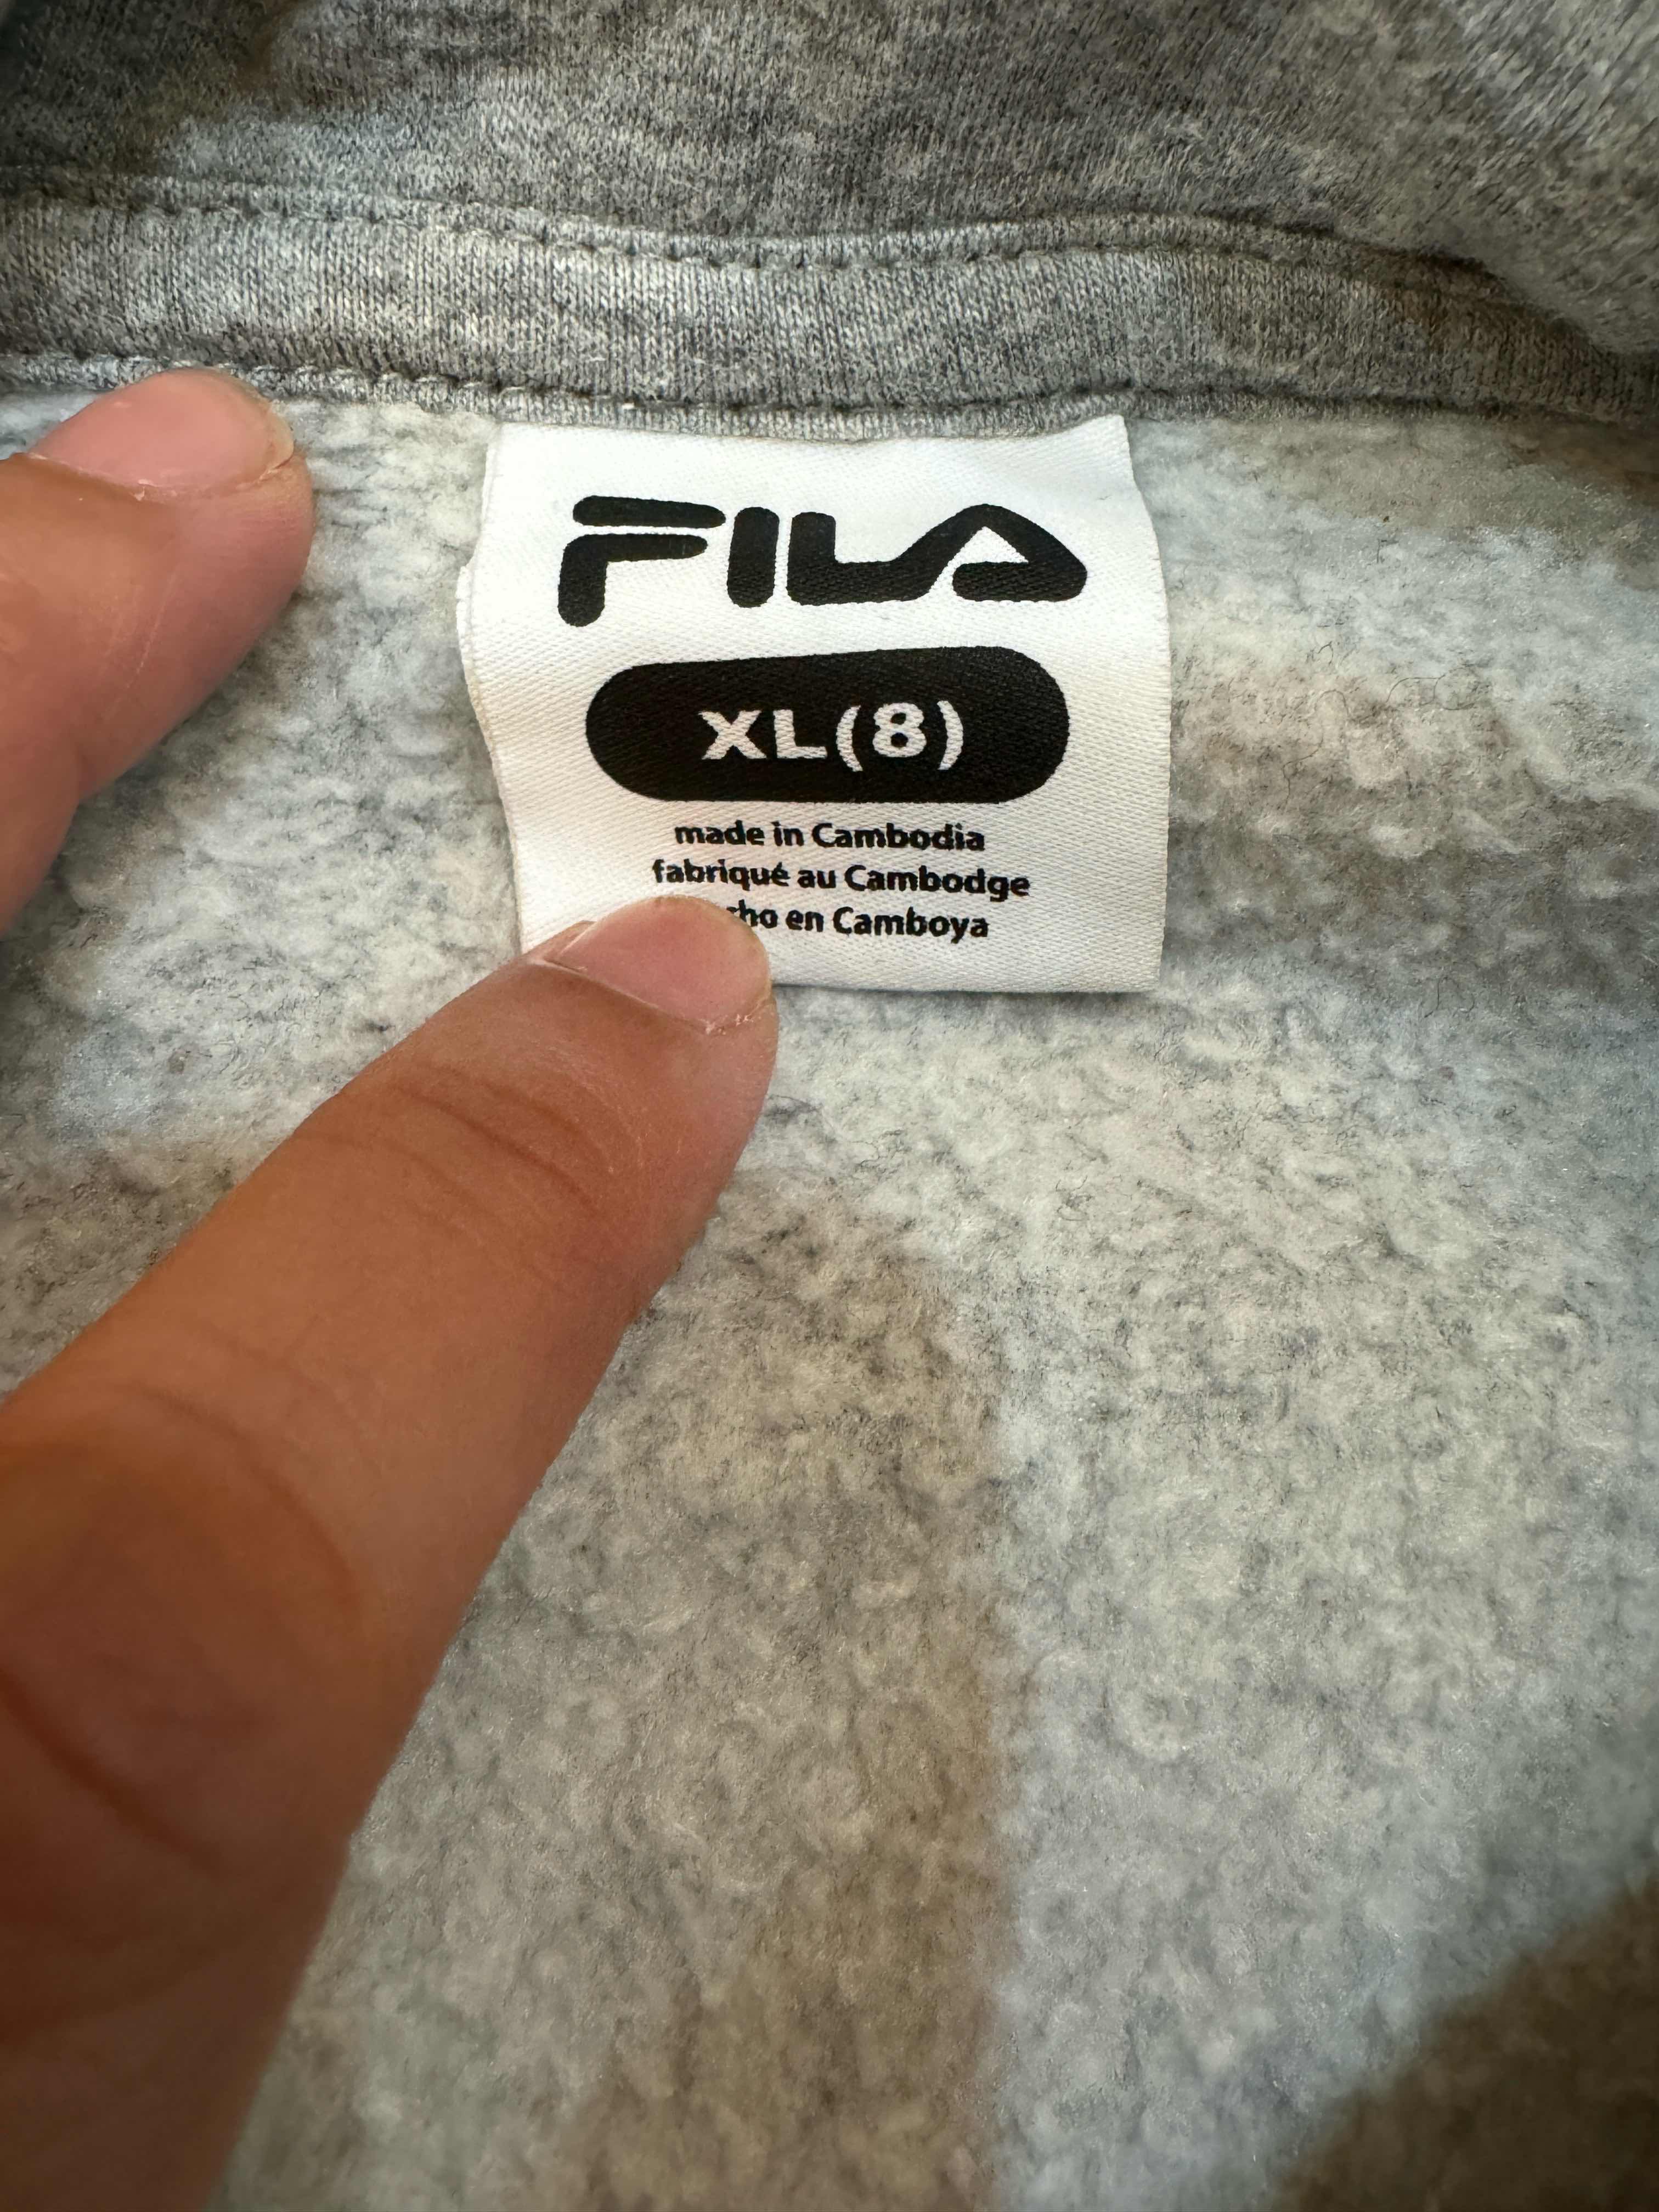 FILA
XL(8)
made in Cambodia
fabriqué au Cambodge
en Camboya